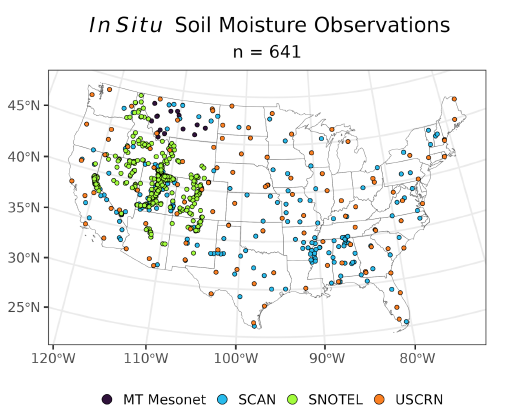 In Situ Soil Moisture Observations
n = 641
45°N
40°N
35°N
30°N
25°N
120°W 110°W 100°W 90°W 80°W
MT Mesonet SCAN SNOTEL USCRN